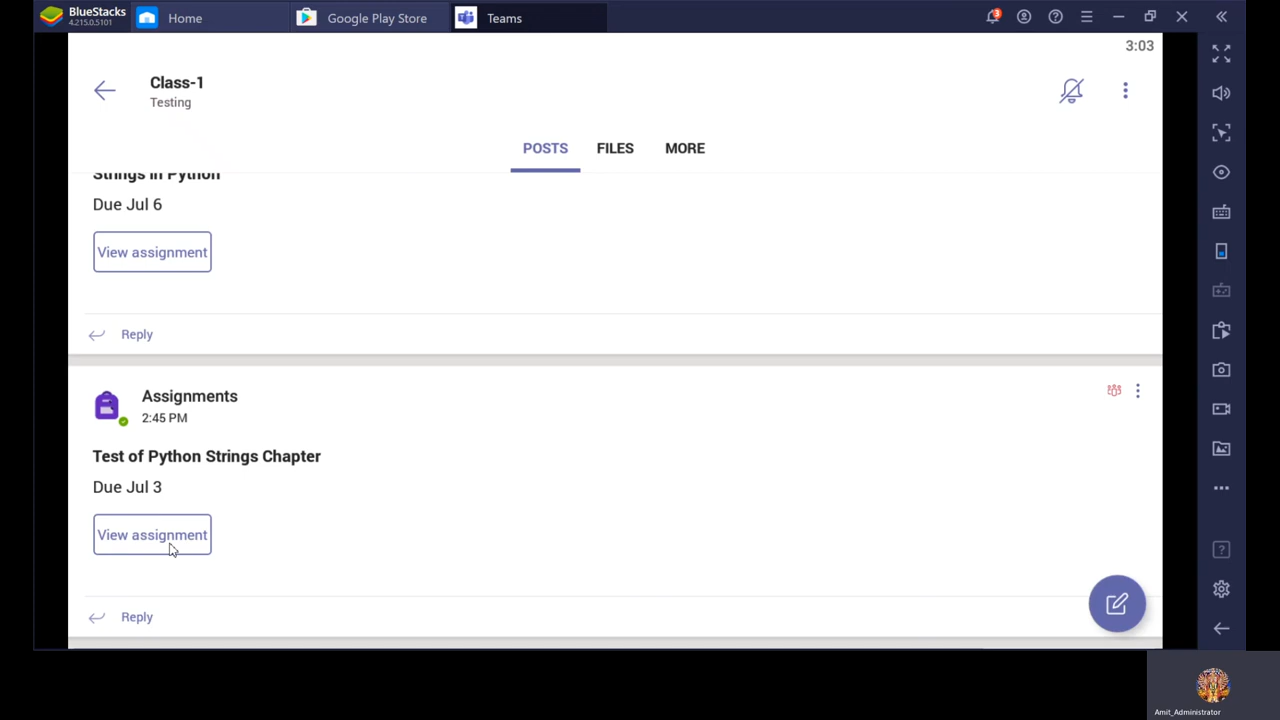 BlueStacks
4.215.0.5101
Home
Google Play Store
Teams
3
3:03
Class-1
Testing
POSTS
FILES
MORE
Strings in Python
Due Jul 6
View assignment
Reply
Assignments
2:45 PM
Test of Python Strings Chapter
Due Jul 3
View assignment
Reply
Amit_Administrator